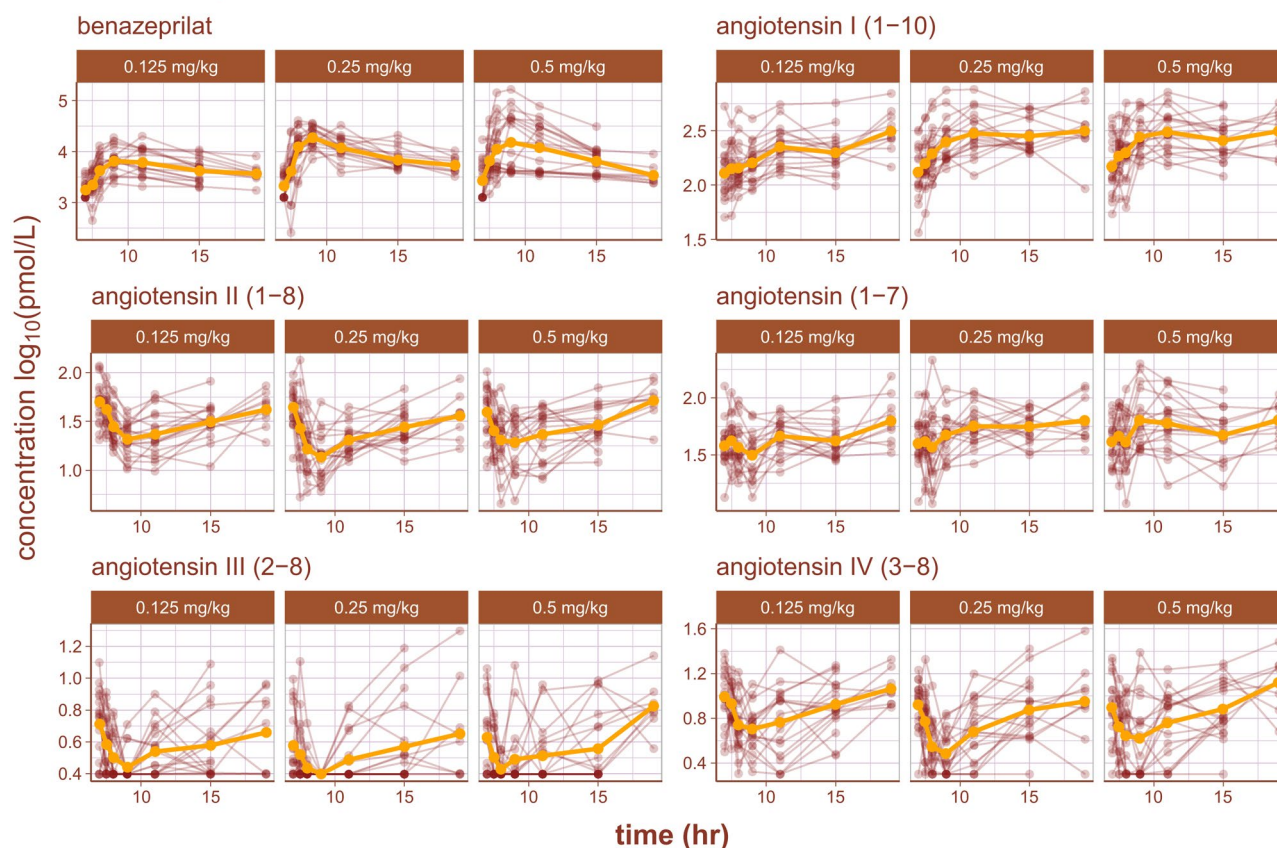 benazeprilat
angiotensin I (1−10)
0.125 mg/kg 0.25 mg/kg 0.5 mg/kg
0.125 mg/kg 0.25 mg/kg 0.5 mg/kg
5
4
3
2.5
2.0
1.5
10 15 10 15 10 15
10 15 10 15 10 15
concentration log₁₀(pmol/L)
angiotensin II (1−8)
angiotensin (1−7)
0.125 mg/kg 0.25 mg/kg 0.5 mg/kg
0.125 mg/kg 0.25 mg/kg 0.5 mg/kg
2.0
1.5
1.0
2.0
1.5
10 15 10 15 10 15
10 15 10 15 10 15
angiotensin III (2−8)
angiotensin IV (3−8)
0.125 mg/kg 0.25 mg/kg 0.5 mg/kg
0.125 mg/kg 0.25 mg/kg 0.5 mg/kg
1.2
1.0
0.8
0.6
0.4
1.6
1.2
0.8
0.4
10 15 10 15 10 15
10 15 10 15 10 15
time (hr)